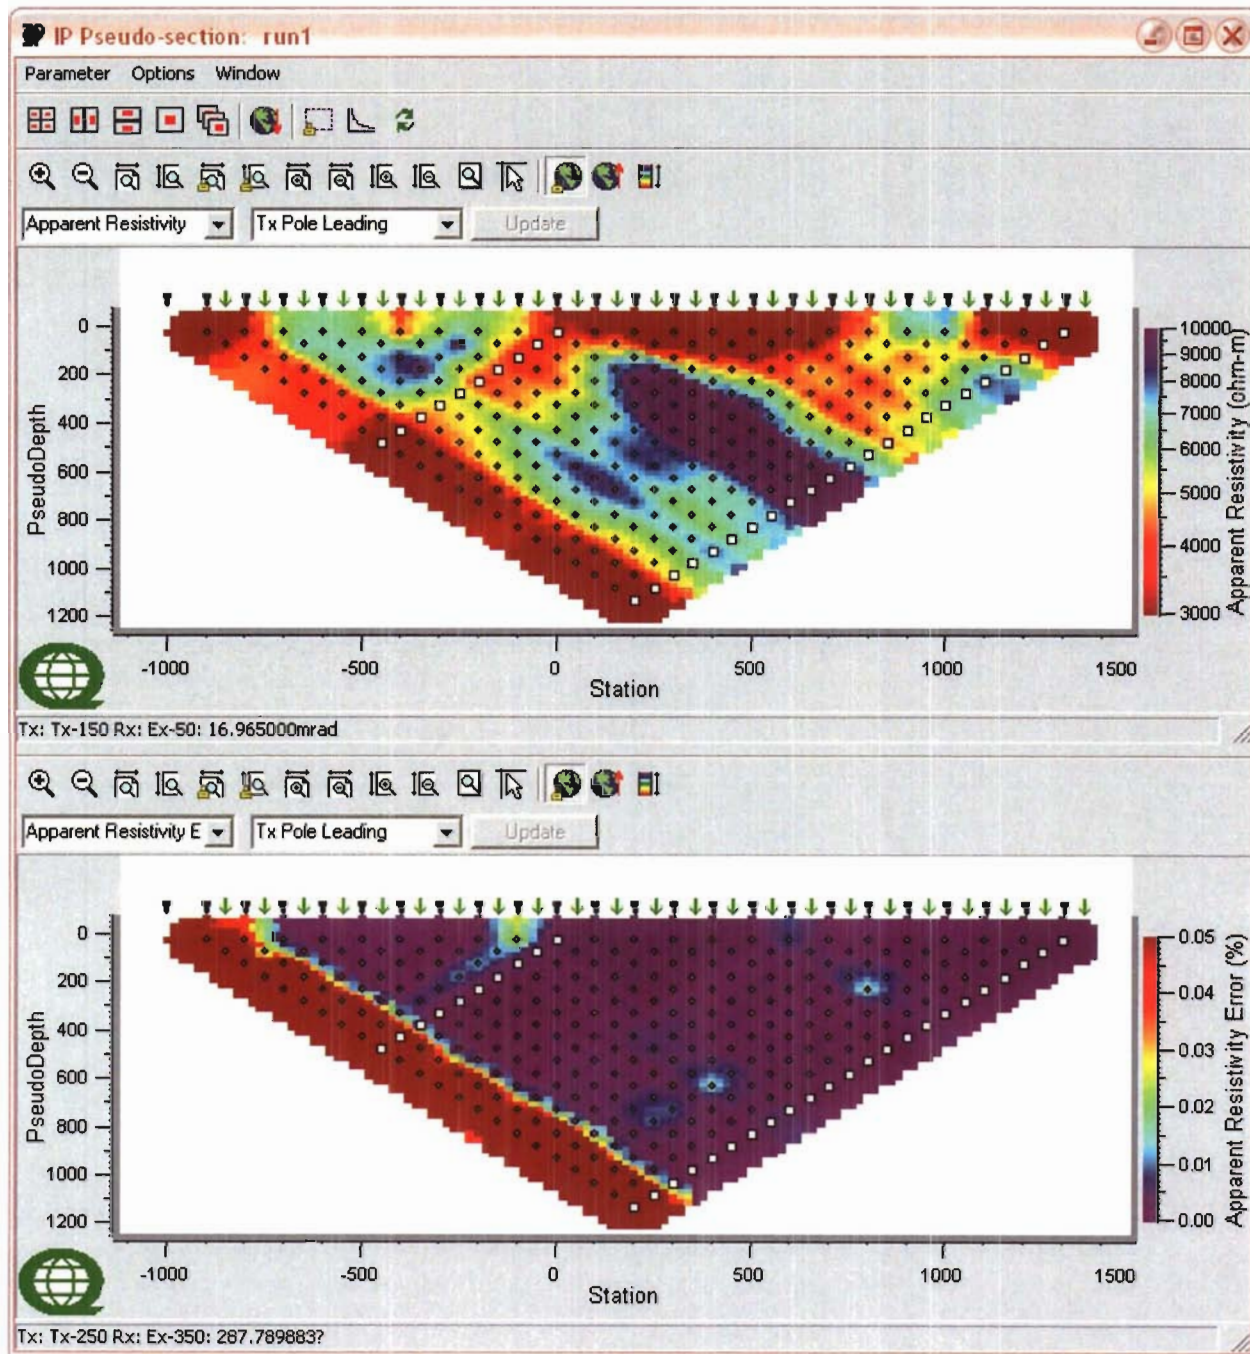 IP Pseudo-section: run1
Parameter Options Window
Apparent Resistivity Tx Pole Leading Update
0
200
400
600
800
1000
1200
PseudoDepth
-1000 -500 0 500 1000 1500
Station
10000
9000
8000
7000
6000
5000
4000
3000
Apparent Resistivity (ohm-m)
Tx: Tx-150 Rx: Ex-50: 16.965000mrad
Apparent Resistivity E Tx Pole Leading Update
0
200
400
600
800
1000
1200
PseudoDepth
-1000 -500 0 500 1000 1500
Station
0.05
0.04
0.03
0.02
0.01
0.00
Apparent Resistivity Error (%)
Tx: Tx-250 Rx: Ex-350: 287.789883?